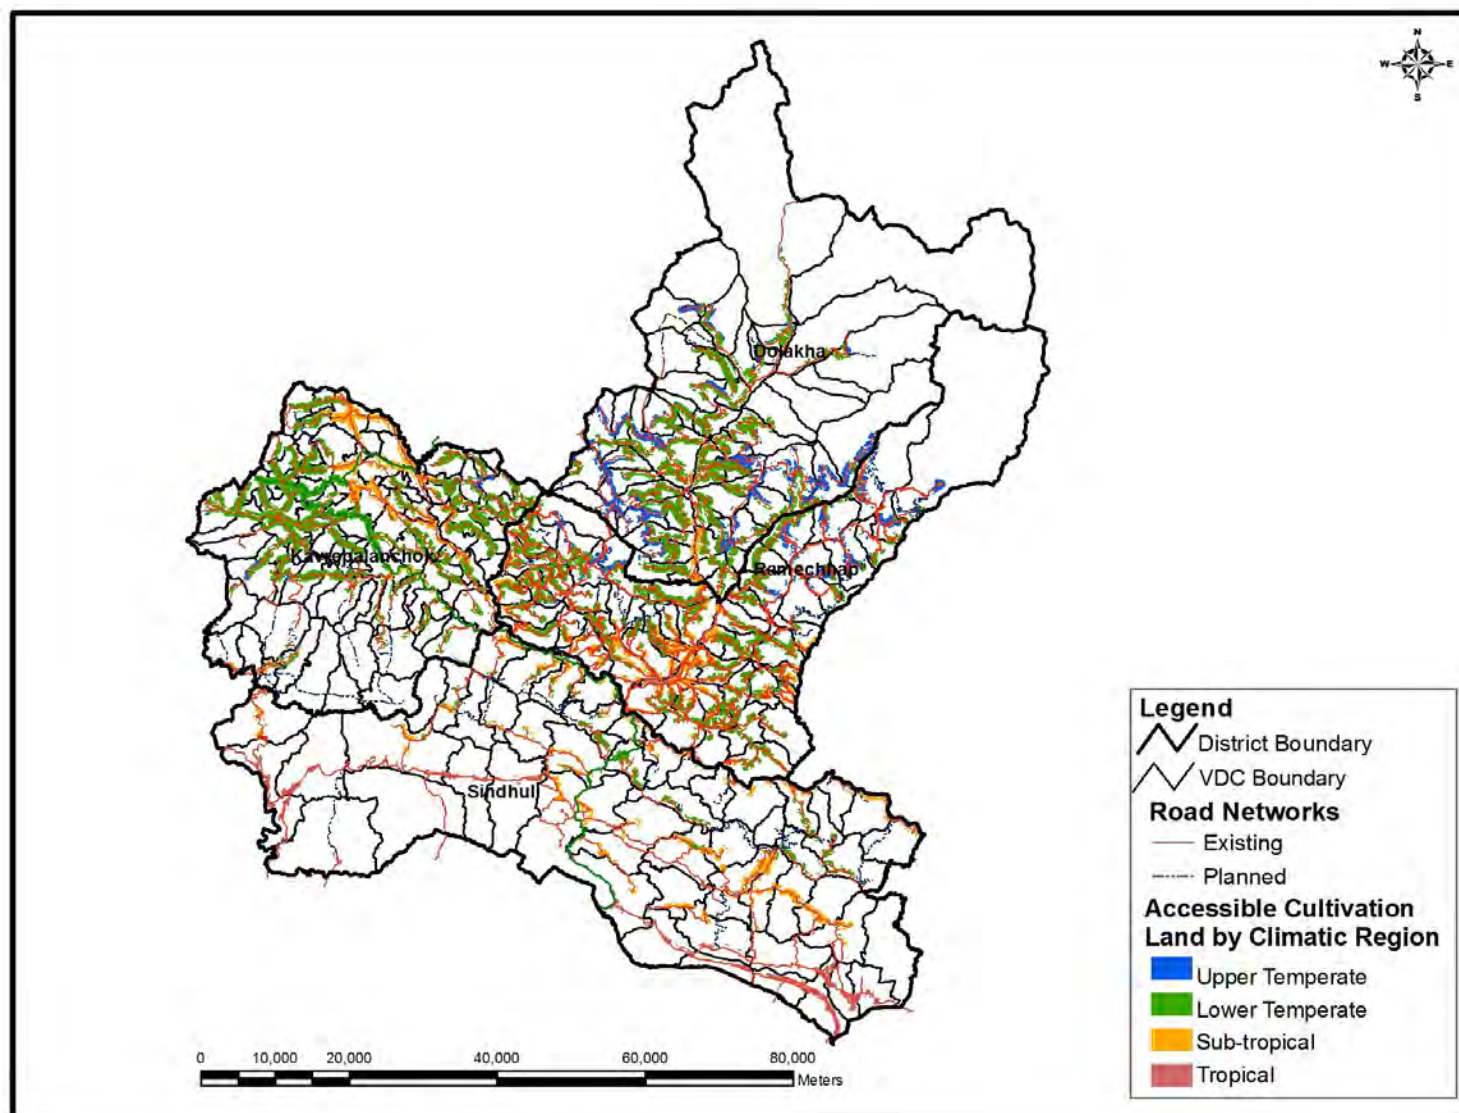 N
W E
S
Dolakha
Kavrepalanchok
Ramechhap
Sindhuli
Legend
District Boundary
VDC Boundary
Road Networks
Existing
Planned
Accessible Cultivation
Land by Climatic Region
Upper Temperate
Lower Temperate
Sub-tropical
Tropical
0 10,000 20,000 40,000 60,000 80,000
Meters